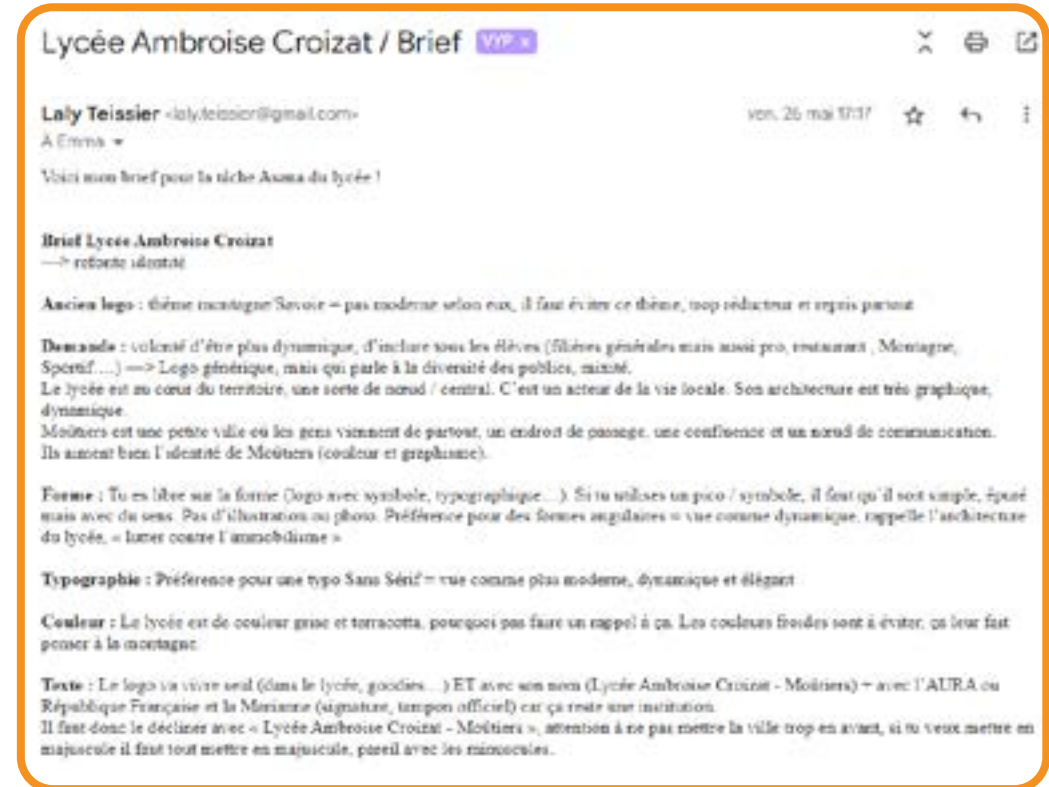 Lycée Ambroise Croizat / Brief VYP x
Laly Teissier <laly.teissier@gmail.com> ven. 26 mai 17:17
À Emma
Voici mon brief pour la tâche Asana du lycée !
Brief Lycée Ambroise Croizat
---> refonte identité
Ancien logo : thème montagne/Savoie = pas moderne selon eux, il faut éviter ce thème, trop réducteur et repris partout
Demande : volonté d'être plus dynamique, d'inclure tous les élèves (filières générales mais aussi pro, restaurant , Montagne,
Sportif…) ---> Logo générique, mais qui parle à la diversité des publics, mixité.
Le lycée est au cœur du territoire, une sorte de nœud / central. C'est un acteur de la vie locale. Son architecture est très graphique,
dynamique.
Moûtiers est une petite ville où les gens viennent de partout, un endroit de passage, une confluence et un nœud de communication.
Ils aiment bien l'identité de Moûtiers (couleur et graphisme).
Forme : Tu es libre sur la forme (logo avec symbole, typographique…). Si tu utilises un picto / symbole, il faut qu'il soit simple, épuré
mais avec du sens. Pas d'illustration ou photo. Préférence pour des formes angulaires = vue comme dynamique, rappelle l'architecture
du lycée, « lutter contre l'immobilisme »
Typographie : Préférence pour une typo Sans Sérif = vue comme plus moderne, dynamique et élégant
Couleur : Le lycée est de couleur grise et terracotta, pourquoi pas faire un rappel à ça. Les couleurs froides sont à éviter, ça leur fait
penser à la montagne.
Texte : Le logo va vivre seul (dans le lycée, goodies…) ET avec son nom (Lycée Ambroise Croizat - Moûtiers) + avec l'AURA ou
République Française et la Marianne (signature, tampon officiel) car ça reste une institution.
Il faut donc le décliner avec « Lycée Ambroise Croizat - Moûtiers », attention à ne pas mettre la ville trop en avant, si tu veux mettre en
majuscule il faut tout mettre en majuscule, pareil avec les minuscules.